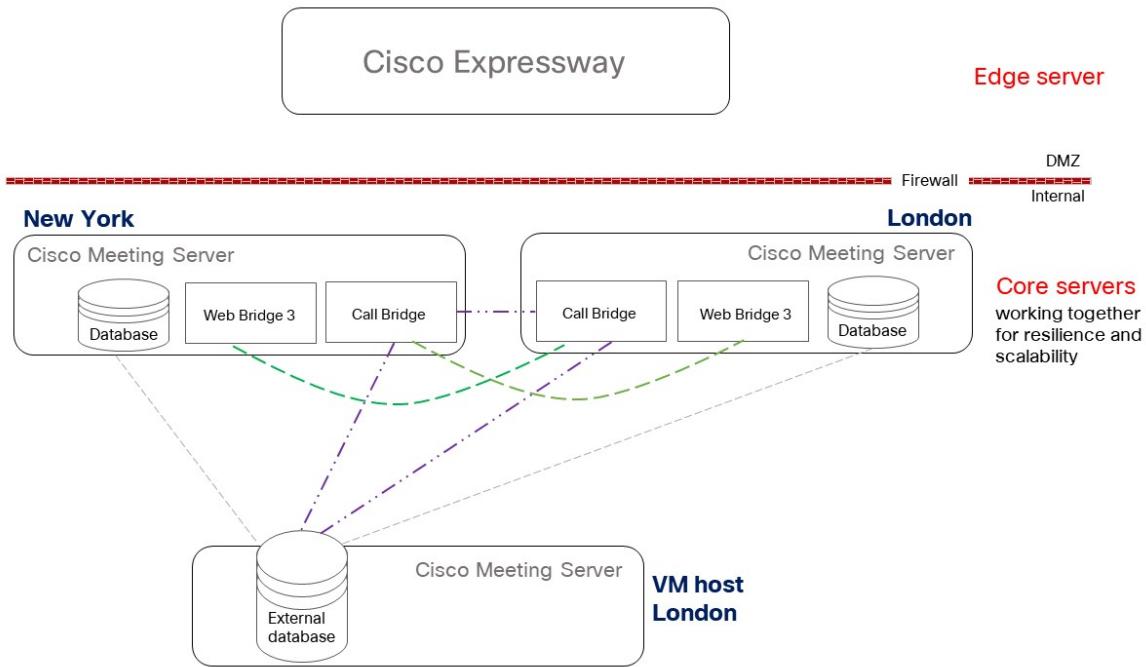 Cisco Expressway
Edge server
DMZ
Firewall
Internal
New York
London
Cisco Meeting Server
Cisco Meeting Server
Database
Web Bridge 3
Call Bridge
Call Bridge
Web Bridge 3
Database
Core servers
working together
for resilience and
scalability
Cisco Meeting Server
External
database
VM host
London